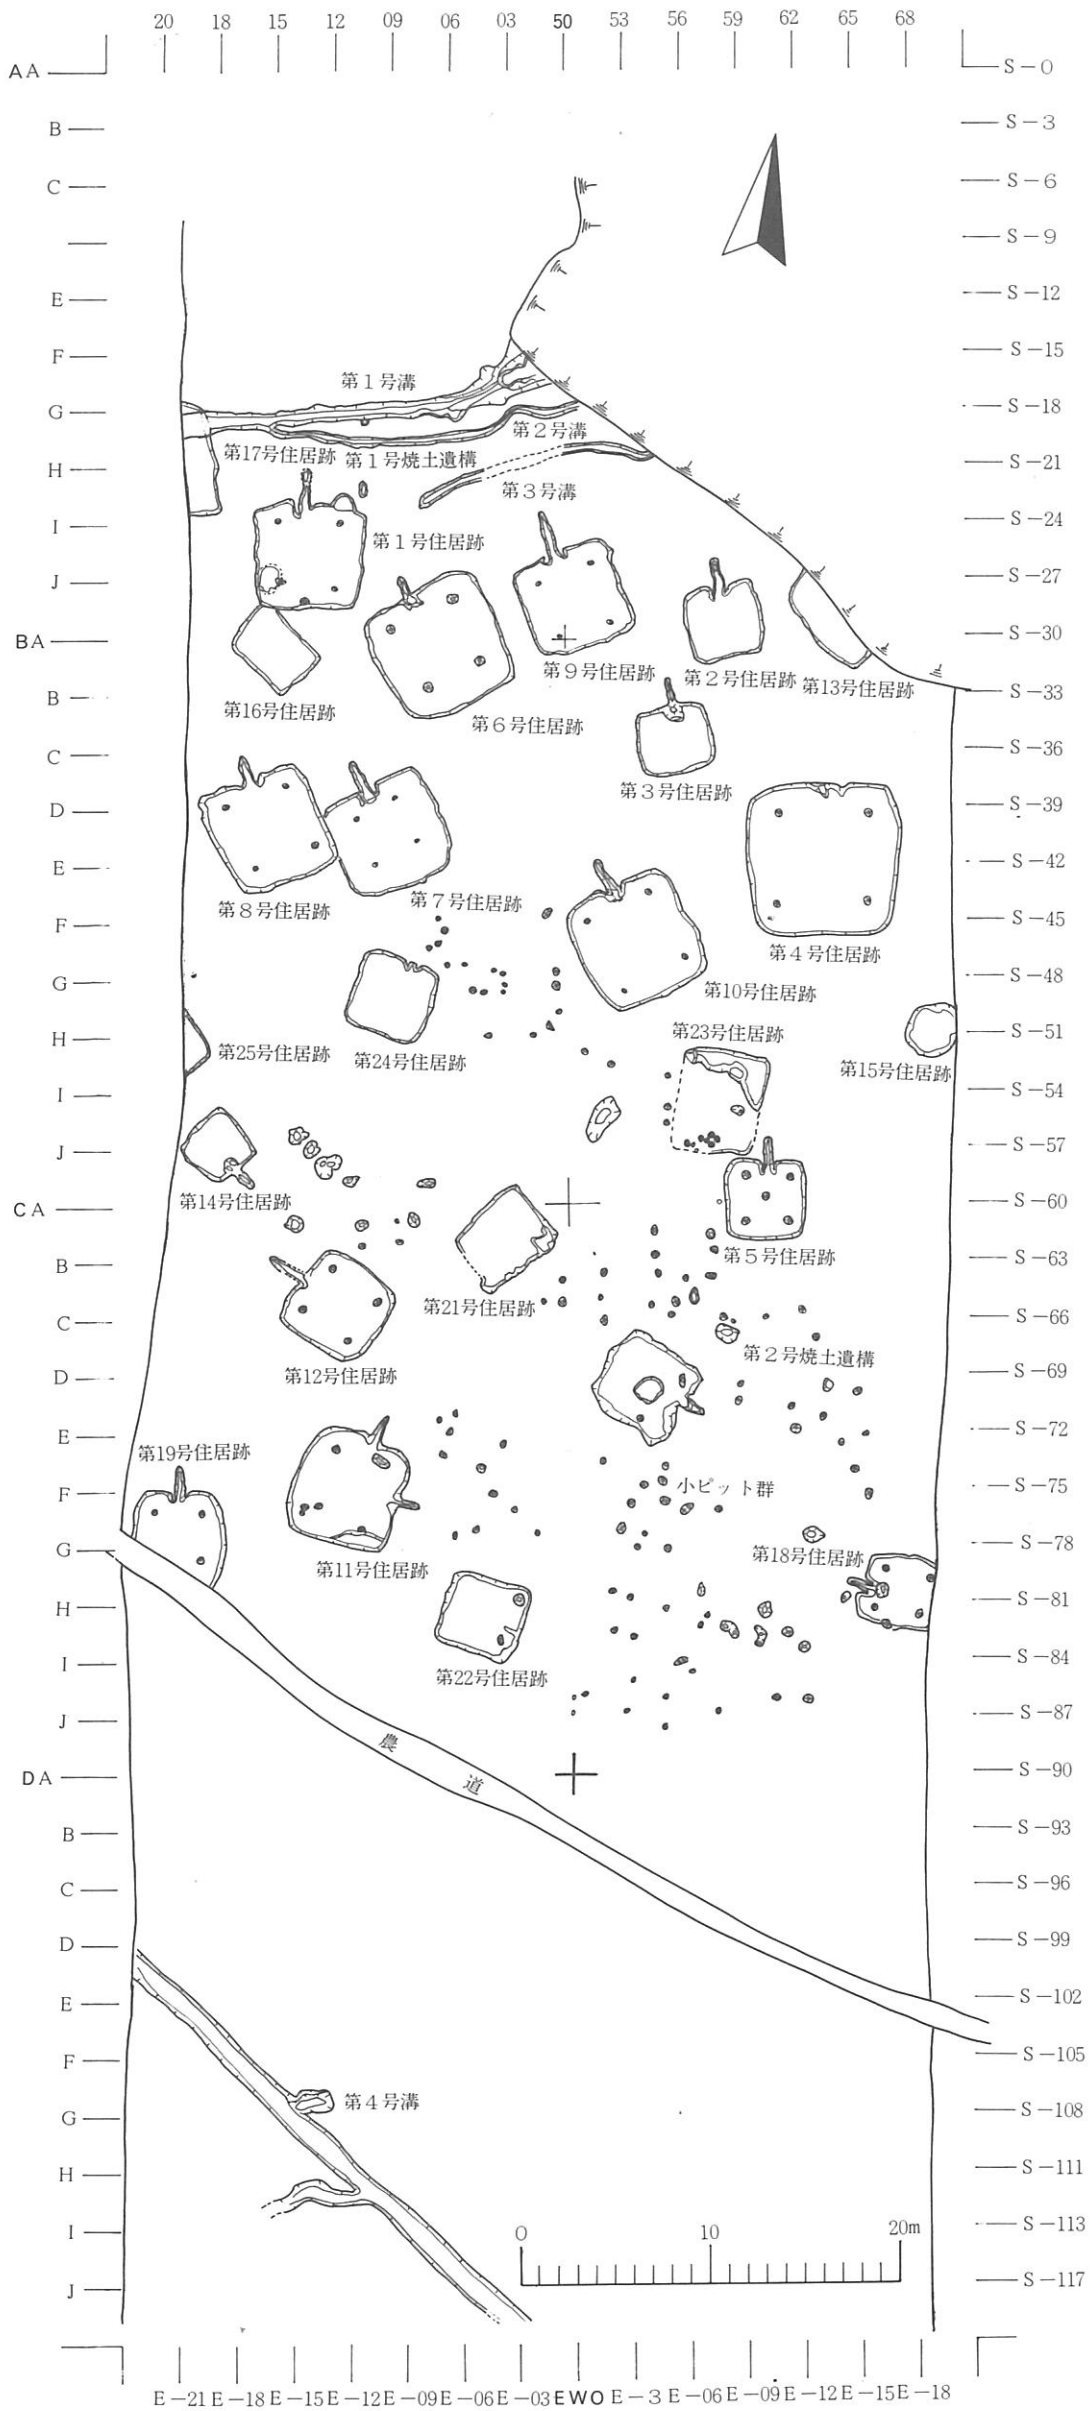 20 18 15 12 09 06 03 50 53 56 59 62 65 68
AA S-0
B S-3
C S-6
S-9
E S-12
F S-15
第1号溝
G S-18
第2号溝
第17号住居跡 第1号焼土遺構
H S-21
第3号溝
I S-24
第1号住居跡
J S-27
BA S-30
第9号住居跡 第2号住居跡 第13号住居跡
B S-33
第16号住居跡 第6号住居跡
C S-36
第3号住居跡
D S-39
E S-42
第8号住居跡 第7号住居跡
F S-45
第4号住居跡
G S-48
第10号住居跡
第23号住居跡
H S-51
第25号住居跡 第24号住居跡 第15号住居跡
I S-54
J S-57
第14号住居跡
CA S-60
第5号住居跡
B S-63
第21号住居跡
C S-66
第2号焼土遺構
第12号住居跡
D S-69
E S-72
第19号住居跡
小ピット群
F S-75
G S-78
第11号住居跡 第18号住居跡
H S-81
I S-84
第22号住居跡
J S-87
農道
DA S-90
B S-93
C S-96
D S-99
E S-102
F S-105
第4号溝
G S-108
H S-111
I S-113
0 10 20m
J S-117
E-21 E-18 E-15 E-12 E-09 E-06 E-03 EWO E-3 E-06 E-09 E-12 E-15 E-18